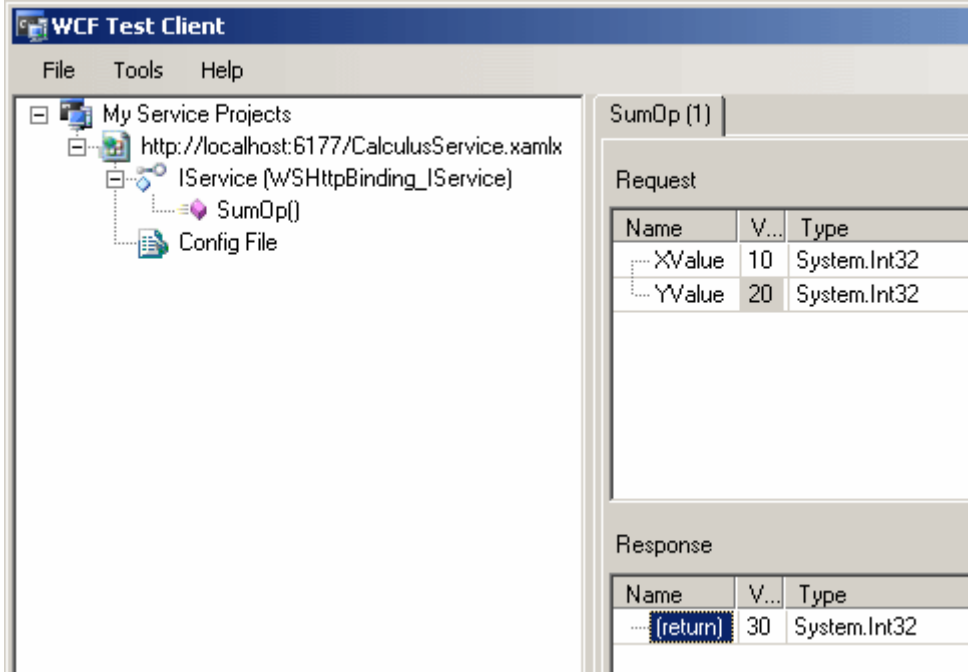 WCF Test Client
File Tools Help
My Service Projects
http://localhost:6177/CalculusService.xamlx
IService (WSHttpBinding_IService)
SumOp()
Config File
SumOp (1)
Request
Name V... Type
XValue 10 System.Int32
YValue 20 System.Int32
Response
Name V... Type
(return) 30 System.Int32